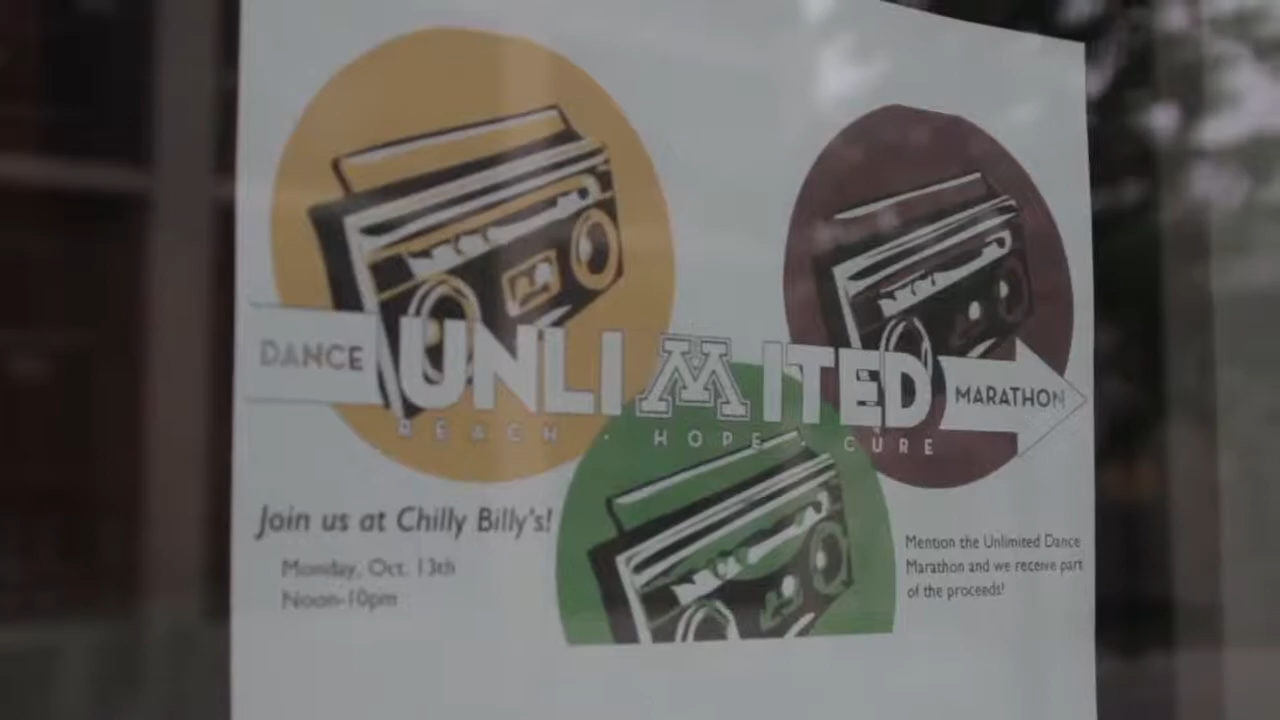 DANCE UNLIMITED MARATHON
REACH · HOPE · CURE
Join us at Chilly Billy's!
Monday, Oct. 13th
Noon-10pm
Mention the Unlimited Dance
Marathon and we receive part
of the proceeds!